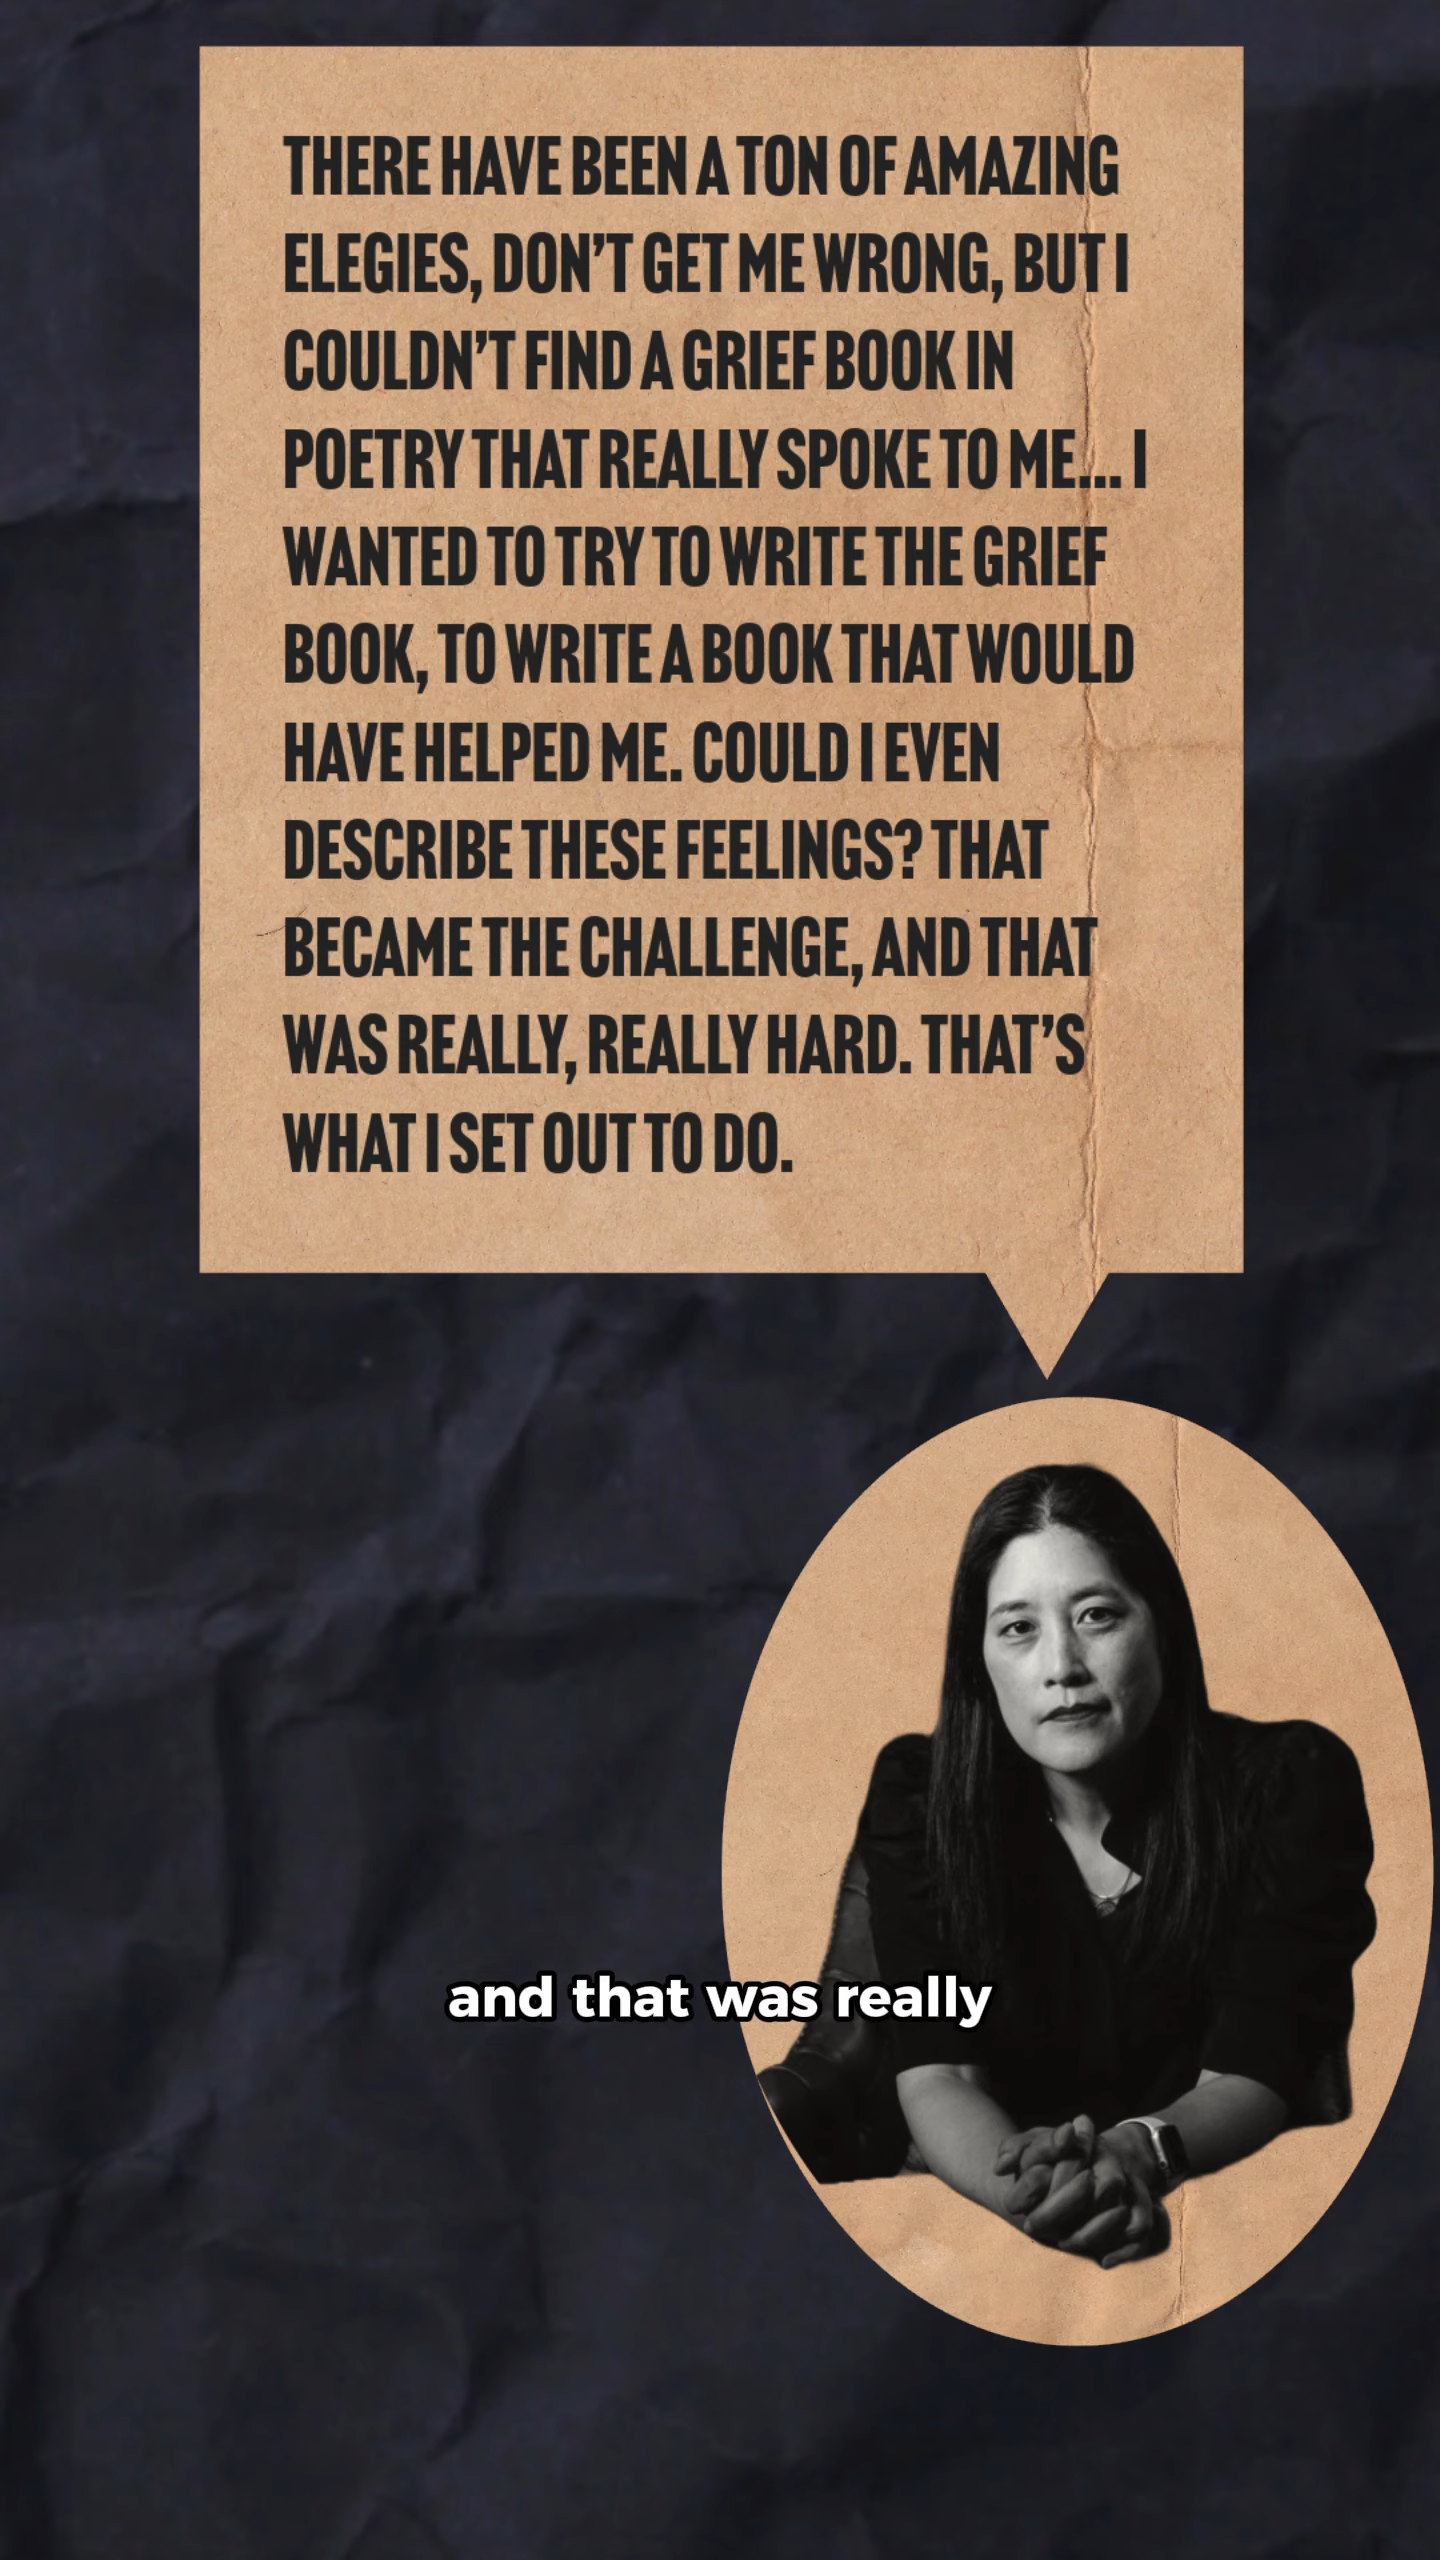 THERE HAVE BEEN A TON OF AMAZING
ELEGIES, DON’T GET ME WRONG, BUT I
COULDN’T FIND A GRIEF BOOK IN
POETRY THAT REALLY SPOKE TO ME... I
WANTED TO TRY TO WRITE THE GRIEF
BOOK, TO WRITE A BOOK THAT WOULD
HAVE HELPED ME. COULD I EVEN
DESCRIBE THESE FEELINGS? THAT
BECAME THE CHALLENGE, AND THAT
WAS REALLY, REALLY HARD. THAT’S
WHAT I SET OUT TO DO.
and that was really